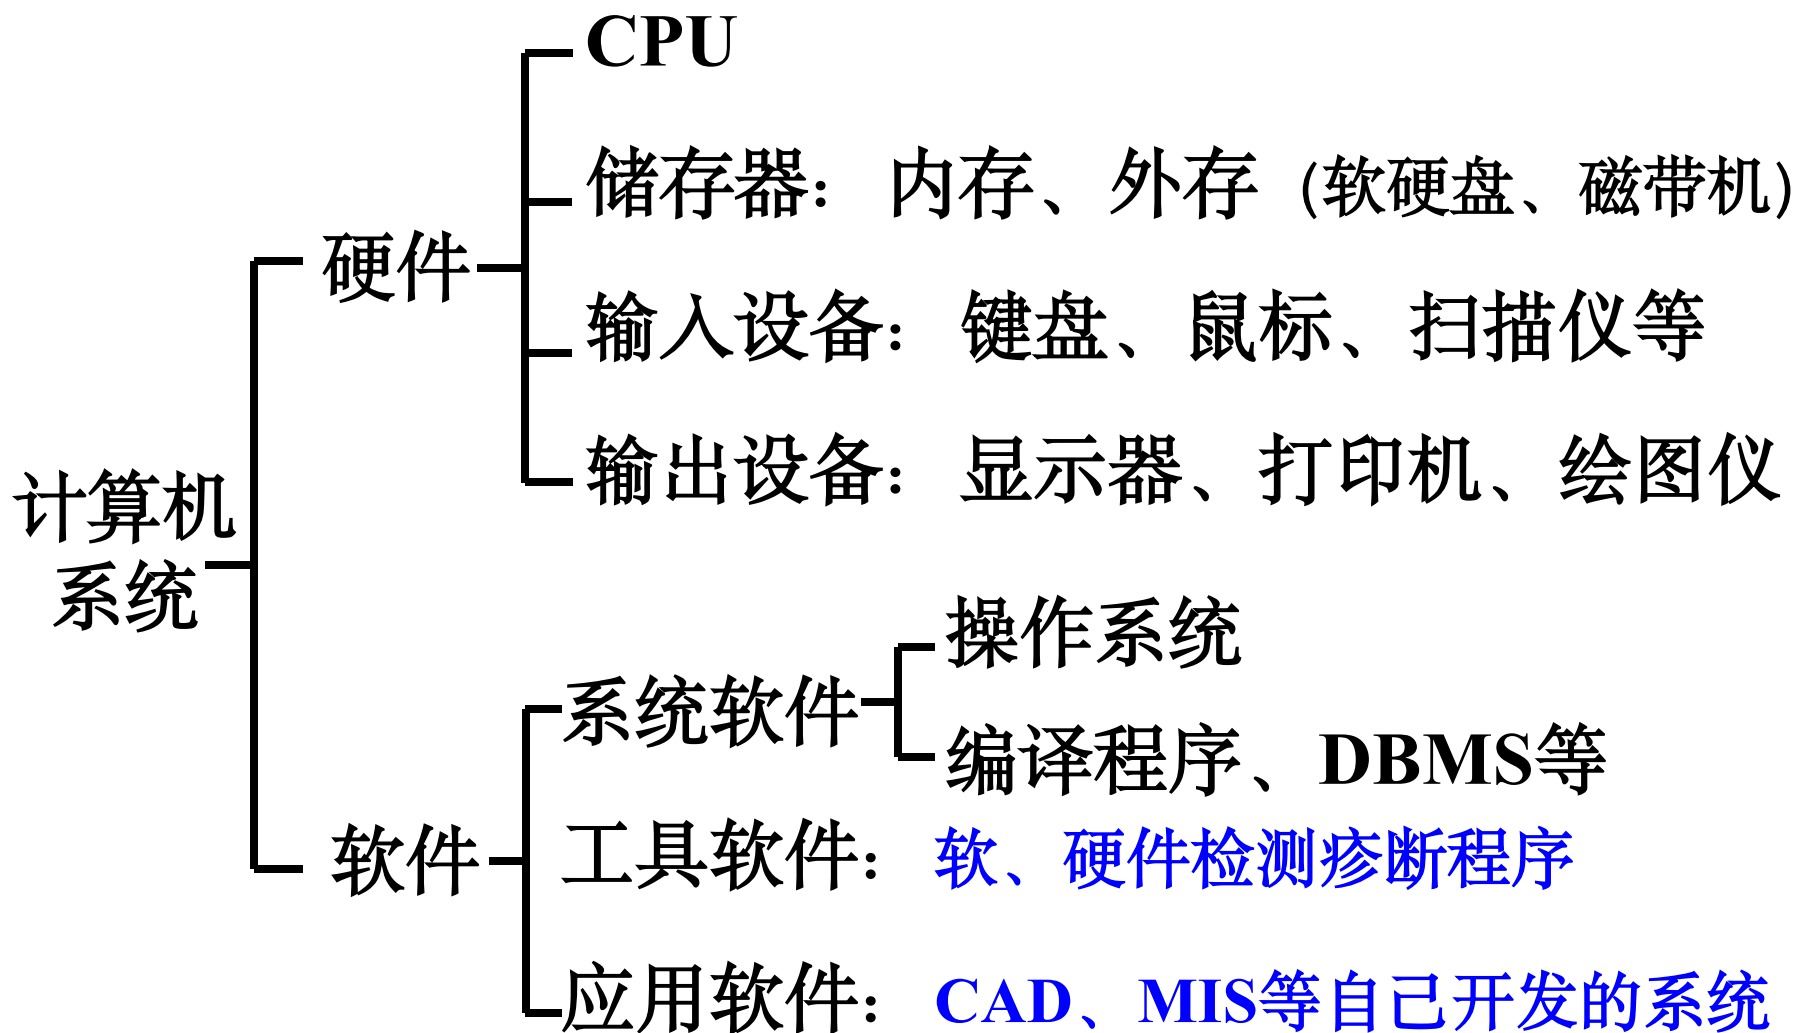 CPU
储存器： 内存、外存（软硬盘、磁带机）
硬件
输入设备： 键盘、鼠标、扫描仪等
输出设备： 显示器、打印机、绘图仪
计算机
系统
操作系统
系统软件
编译程序、DBMS等
软件
工具软件： 软、硬件检测疹断程序
应用软件： CAD、MIS等自己开发的系统